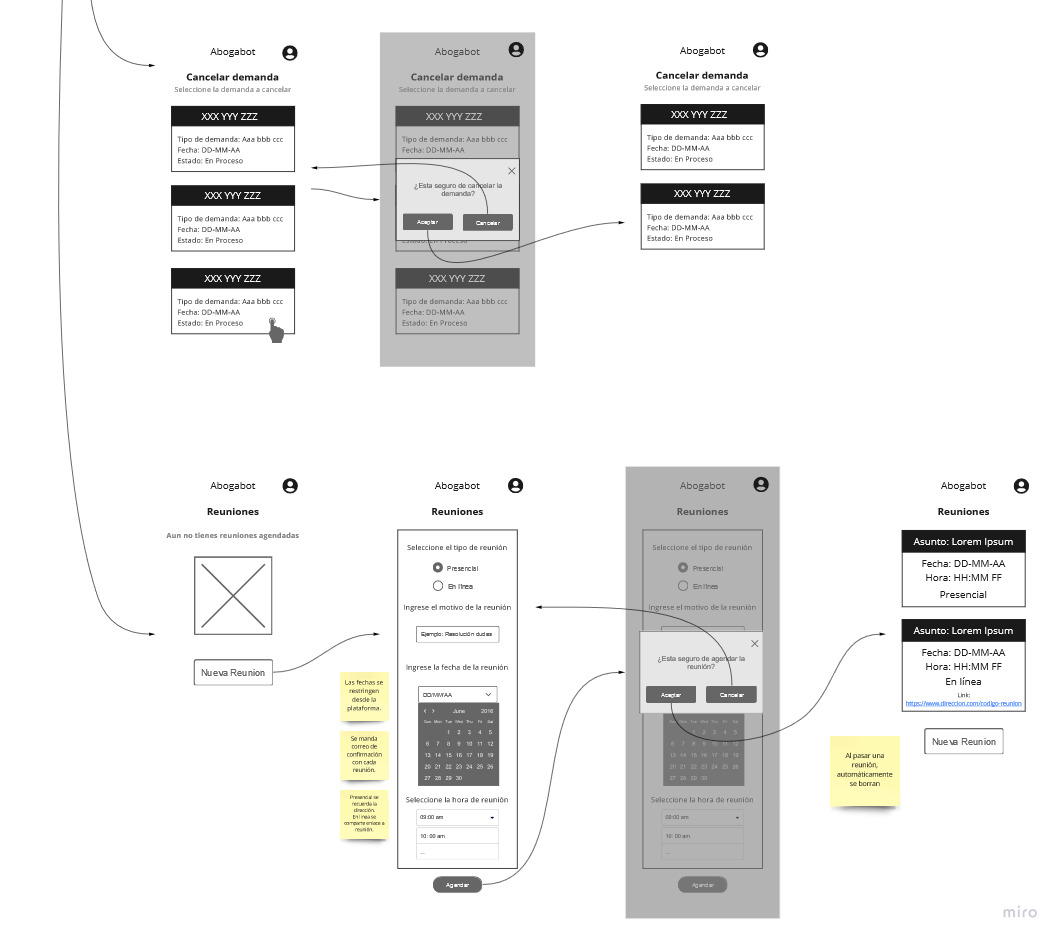 Abogabot
Cancelar demanda
Seleccione la demanda a cancelar
XXX YYY ZZZ
Tipo de demanda: Aaa bbb ccc
Fecha: DD-MM-AA
Estado: En Proceso
XXX YYY ZZZ
Tipo de demanda: Aaa bbb ccc
Fecha: DD-MM-AA
Estado: En Proceso
XXX YYY ZZZ
Tipo de demanda: Aaa bbb ccc
Fecha: DD-MM-AA
Estado: En Proceso
Abogabot
Cancelar demanda
Seleccione la demanda a cancelar
XXX YYY ZZZ
Tipo de demanda: Aaa bbb ccc
Fecha: DD-MM-AA
¿Esta seguro de cancelar la
demanda?
Aceptar
Cancelar
Estado: En Proceso
XXX YYY ZZZ
Tipo de demanda: Aaa bbb ccc
Fecha: DD-MM-AA
Estado: En Proceso
Abogabot
Cancelar demanda
Seleccione la demanda a cancelar
XXX YYY ZZZ
Tipo de demanda: Aaa bbb ccc
Fecha: DD-MM-AA
Estado: En Proceso
XXX YYY ZZZ
Tipo de demanda: Aaa bbb ccc
Fecha: DD-MM-AA
Estado: En Proceso
Abogabot
Reuniones
Aun no tienes reuniones agendadas
Nueva Reunion
Las fechas se
restringen
desde la
plataforma.
Se manda
correo de
confirmación
con cada
reunión.
Presencial se
recuerda la
dirección.
En línea se
comparte enlace a
reunión.
Abogabot
Reuniones
Seleccione el tipo de reunión
Presencial
En línea
Ingrese el motivo de la reunión
Ejemplo: Resolución dudas
Ingrese la fecha de la reunión
DD/MM/AA
June 2016
Sun Mon Tue Wed Thu Fri Sat
1 2 3 4 5
6 7 8 9 10 11 12
13 14 15 16 17 18 19
20 21 22 23 24 25 26
27 28 29 30
Seleccione la hora de reunión
09:00 am
10: 00 am
...
Agendar
Abogabot
Reuniones
Seleccione el tipo de reunión
Presencial
En línea
Ingrese el motivo de la reunión
¿Esta seguro de agendar la
reunión?
Aceptar
Cancelar
Sun Mon Tue Wed Thu Fri Sat
1 2 3 4 5
6 7 8 9 10 11 12
13 14 15 16 17 18 19
20 21 22 23 24 25 26
27 28 29 30
Seleccione la hora de reunión
09:00 am
10: 00 am
...
Agendar
Abogabot
Reuniones
Asunto: Lorem Ipsum
Fecha: DD-MM-AA
Hora: HH:MM FF
Presencial
Asunto: Lorem Ipsum
Fecha: DD-MM-AA
Hora: HH:MM FF
En línea
Link:
https://www.direccion.com/codigo-reunion
Nueva Reunion
Al pasar una
reunión,
automáticamente
se borran
miro